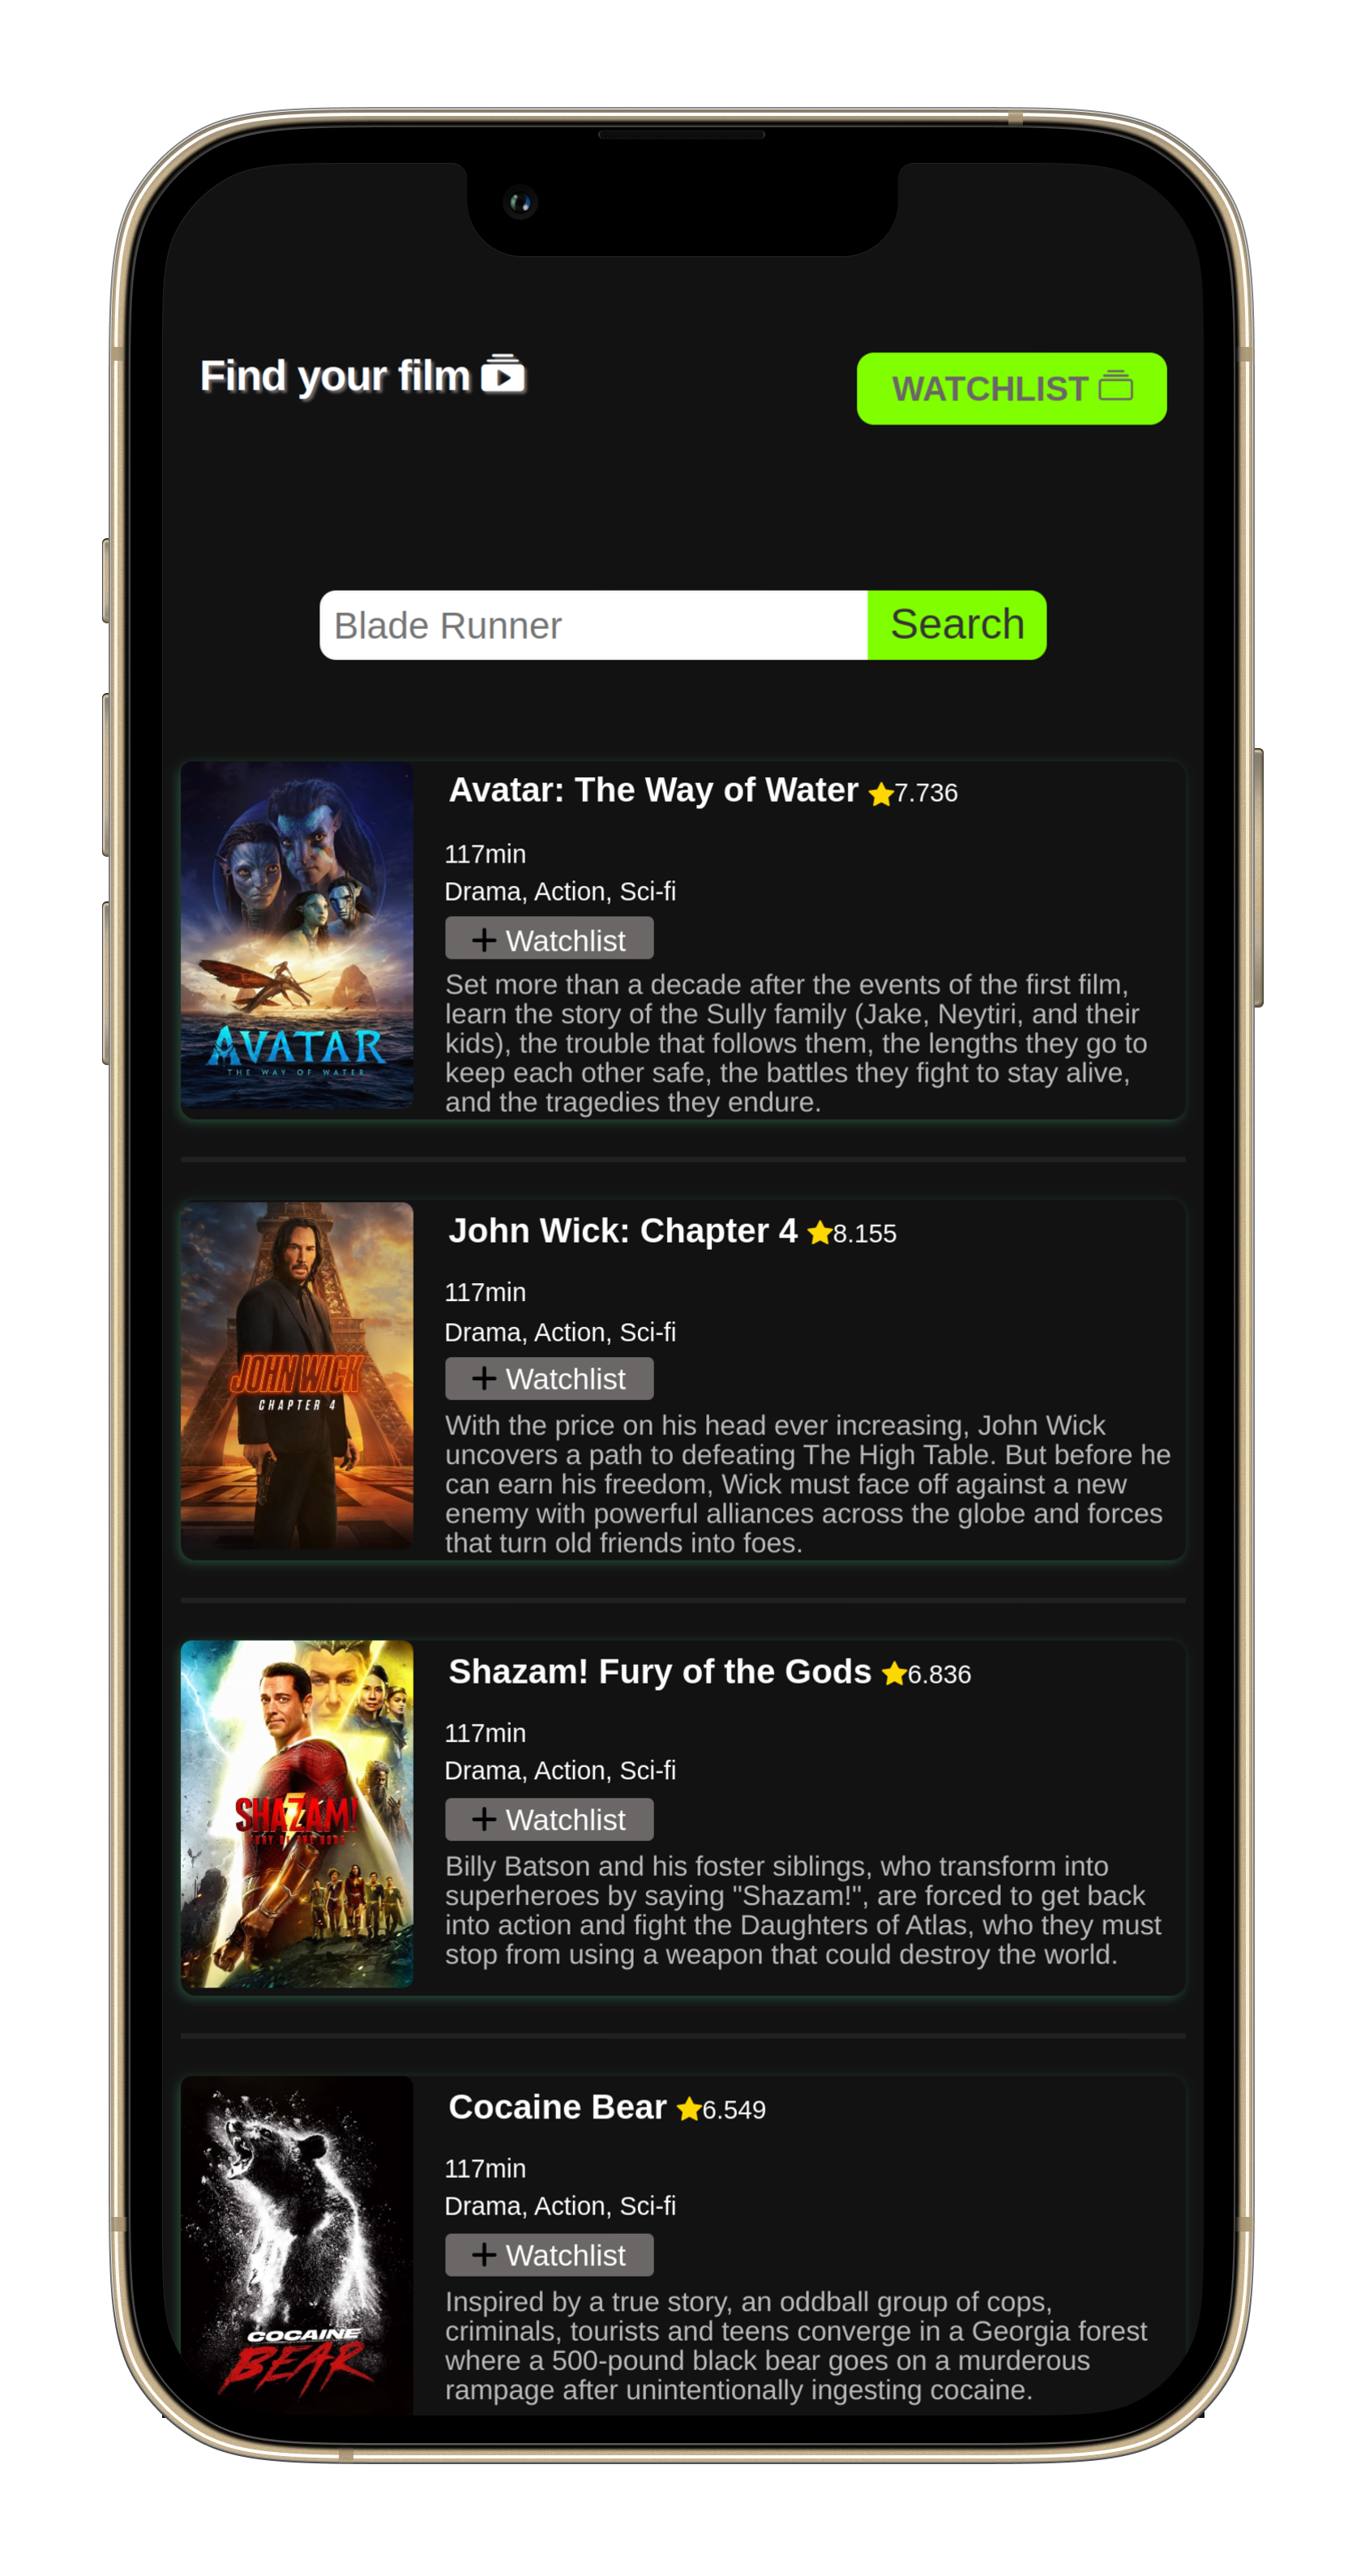 Find your film
WATCHLIST
Blade Runner
Search
Avatar: The Way of Water 7.736
117min
Drama, Action, Sci-fi
+ Watchlist
Set more than a decade after the events of the first film,
learn the story of the Sully family (Jake, Neytiri, and their
kids), the trouble that follows them, the lengths they go to
keep each other safe, the battles they fight to stay alive,
and the tragedies they endure.
AVATAR
THE WAY OF WATER
John Wick: Chapter 4 8.155
117min
Drama, Action, Sci-fi
+ Watchlist
With the price on his head ever increasing, John Wick
uncovers a path to defeating The High Table. But before he
can earn his freedom, Wick must face off against a new
enemy with powerful alliances across the globe and forces
that turn old friends into foes.
JOHN WICK
CHAPTER 4
Shazam! Fury of the Gods 6.836
117min
Drama, Action, Sci-fi
+ Watchlist
Billy Batson and his foster siblings, who transform into
superheroes by saying "Shazam!", are forced to get back
into action and fight the Daughters of Atlas, who they must
stop from using a weapon that could destroy the world.
SHAZAM!
FURY OF THE GODS
Cocaine Bear 6.549
117min
Drama, Action, Sci-fi
+ Watchlist
Inspired by a true story, an oddball group of cops,
criminals, tourists and teens converge in a Georgia forest
where a 500-pound black bear goes on a murderous
rampage after unintentionally ingesting cocaine.
COCAINE
BEAR